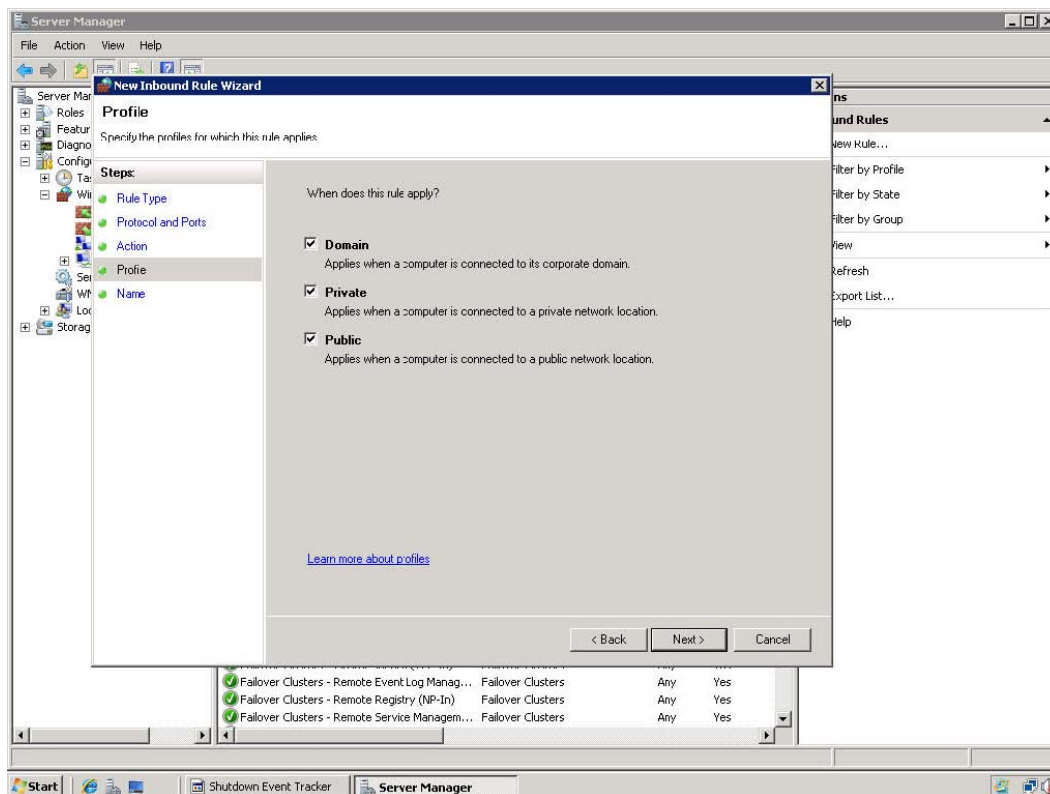 Server Manager
File Action View Help
New Inbound Rule Wizard
Profile
Specify the profiles for which this rule applies
Steps:
Rule Type
Protocol and Ports
Action
Profile
Name
When does this rule apply?
Domain
Applies when a computer is connected to its corporate domain.
Private
Applies when a computer is connected to a private network location.
Public
Applies when a computer is connected to a public network location.
Learn more about profiles
< Back Next > Cancel
Server Mar
Roles
Featur
Diagno
Config
Ta
Wi
Ser
WM
Loc
Storag
ns
und Rules
New Rule...
Filter by Profile
Filter by State
Filter by Group
View
Refresh
Export List...
Help
Failover Clusters - Remote Event Log Manag... Failover Clusters Any Yes
Failover Clusters - Remote Registry (NP-In) Failover Clusters Any Yes
Failover Clusters - Remote Service Managem... Failover Clusters Any Yes
Start Shutdown Event Tracker Server Manager